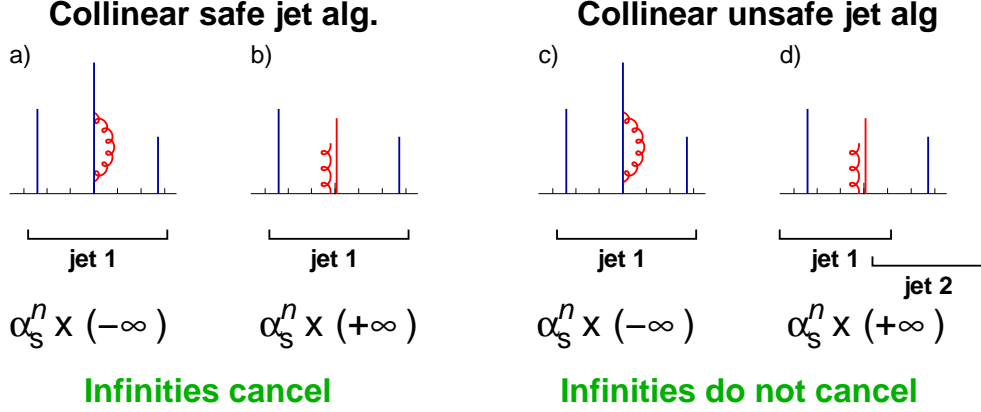 Collinear safe jet alg.
Collinear unsafe jet alg
a)
b)
c)
d)
jet 1
jet 1
jet 1
jet 1
jet 2
αₛⁿ x (−∞)
αₛⁿ x (+∞)
αₛⁿ x (−∞)
αₛⁿ x (+∞)
Infinities cancel
Infinities do not cancel